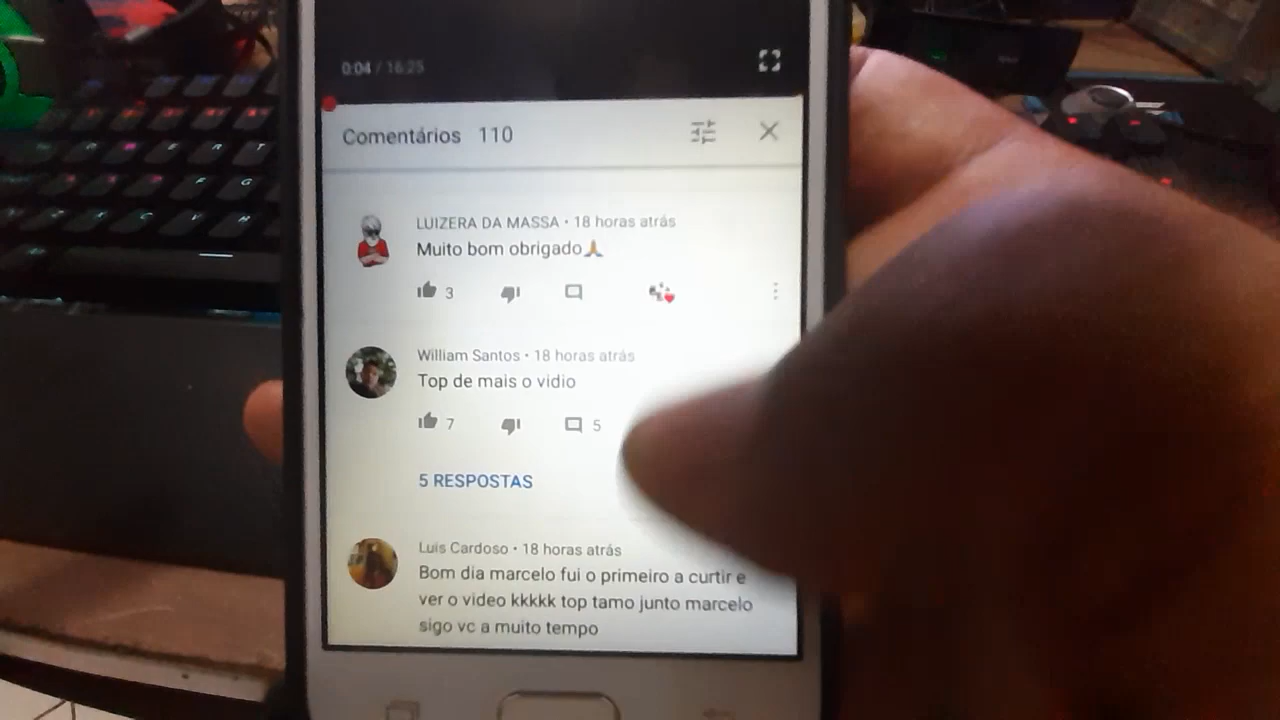 0:04 / 16:25
Comentários 110
LUIZERA DA MASSA • 18 horas atrás
Muito bom obrigado🙏
3
William Santos • 18 horas atrás
Top de mais o vidio
7 5
5 RESPOSTAS
Luis Cardoso • 18 horas atrás
Bom dia marcelo fui o primeiro a curtir e
ver o video kkkkk top tamo junto marcelo
sigo vc a muito tempo